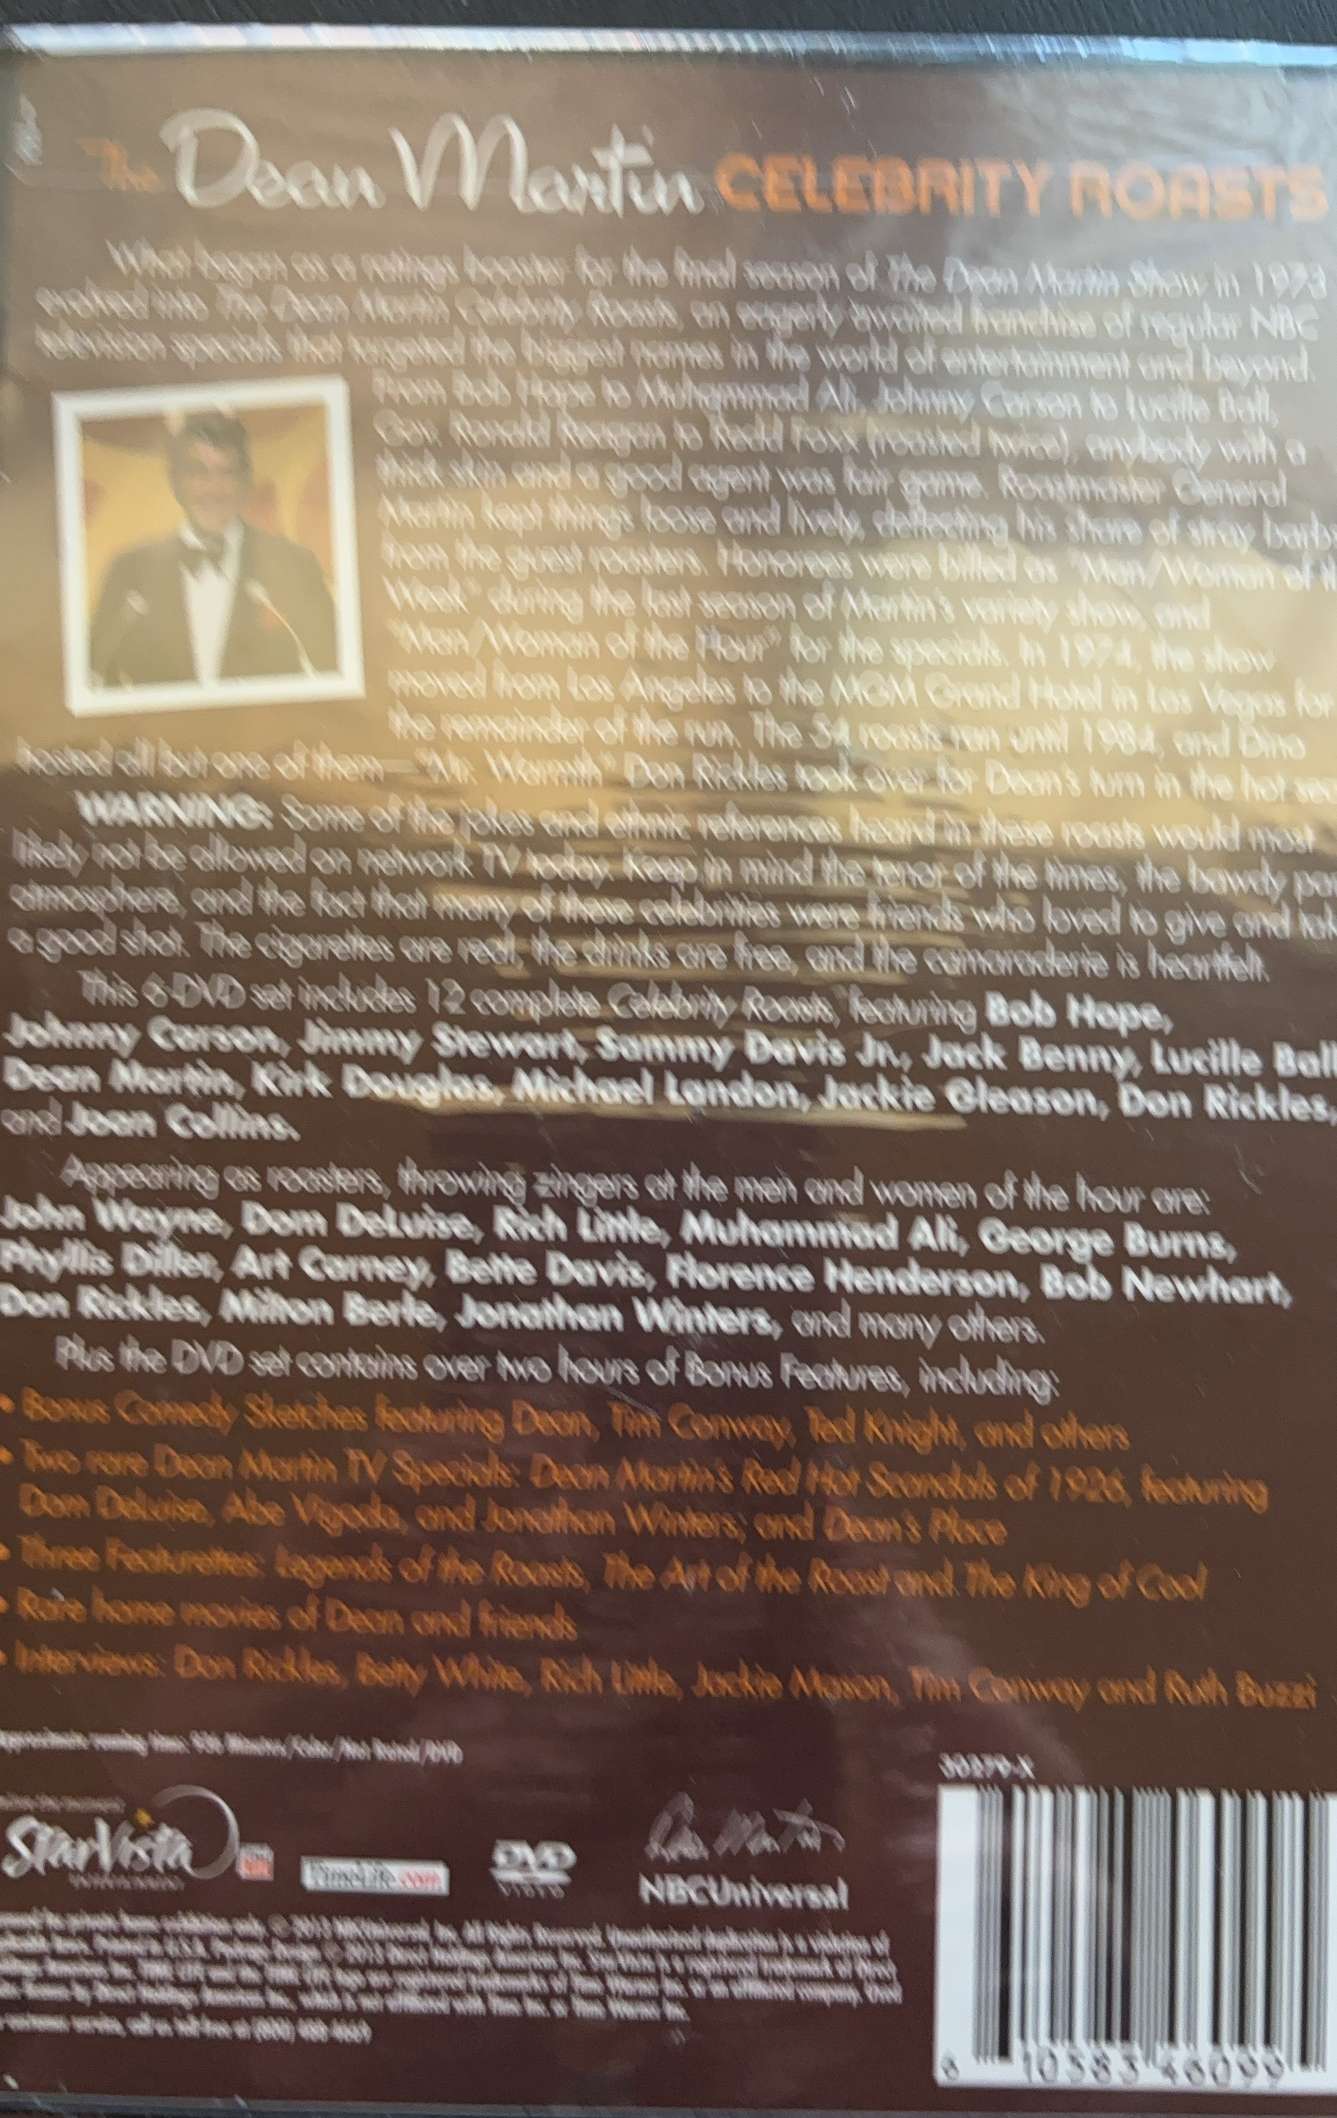 The Dean Martin CELEBRITY ROASTS
What began as a ratings booster for the final season of The Dean Martin Show in 1973
evolved into The Dean Martin Celebrity Roasts, an eagerly awaited franchise of regular NBC
television specials that targeted the biggest names in the world of entertainment and beyond.
From Bob Hope to Muhammad Ali, Johnny Carson to Lucille Ball,
Gov. Ronald Reagan to Redd Foxx (roasted twice), anybody with a
thick skin and a good agent was fair game. Roastmaster General
Martin kept things loose and lively, deflecting his share of stray barbs
from the guest roasters. Honorees were billed as "Man/Woman of th
Week" during the last season of Martin's variety show, and
"Man/Woman of the Hour" for the specials. In 1974, the show
moved from Los Angeles to the MGM Grand Hotel in Las Vegas for
the remainder of the run. The 54 roasts ran until 1984, and Dino
hosted all but one of them—"Mr. Warmth" Don Rickles took over for Dean's turn in the hot sea
WARNING: Some of the jokes and ethnic references heard in these roasts would most
likely not be allowed on network TV today. Keep in mind the tenor of the times, the bawdy par
atmosphere, and the fact that many of these celebrities were friends who loved to give and tak
a good shot. The cigarettes are real, the drinks are free, and the camaraderie is heartfelt.
This 6-DVD set includes 12 complete Celebrity Roasts, featuring Bob Hope,
Johnny Carson, Jimmy Stewart, Sammy Davis Jr., Jack Benny, Lucille Ball
Dean Martin, Kirk Douglas, Michael Landon, Jackie Gleason, Don Rickles,
and Joan Collins.
Appearing as roasters, throwing zingers at the men and women of the hour are:
John Wayne, Dom DeLuise, Rich Little, Muhammad Ali, George Burns,
Phyllis Diller, Art Carney, Bette Davis, Florence Henderson, Bob Newhart,
Don Rickles, Milton Berle, Jonathan Winters, and many others.
Plus the DVD set contains over two hours of Bonus Features, including:
• Bonus Comedy Sketches featuring Dean, Tim Conway, Ted Knight, and others
• Two rare Dean Martin TV Specials: Dean Martin's Red Hot Scandals of 1926, featuring
Dom DeLuise, Abe Vigoda, and Jonathan Winters; and Dean's Place
• Three Featurettes: Legends of the Roasts, The Art of the Roast and The King of Cool
• Rare home movies of Dean and friends
• Interviews: Don Rickles, Betty White, Rich Little, Jackie Mason, Tim Conway and Ruth Buzzi
30279-X
StarVista
TimeLife.com
DVD
VIDEO
Dean Martin
NBCUniversal
6 10583 46099